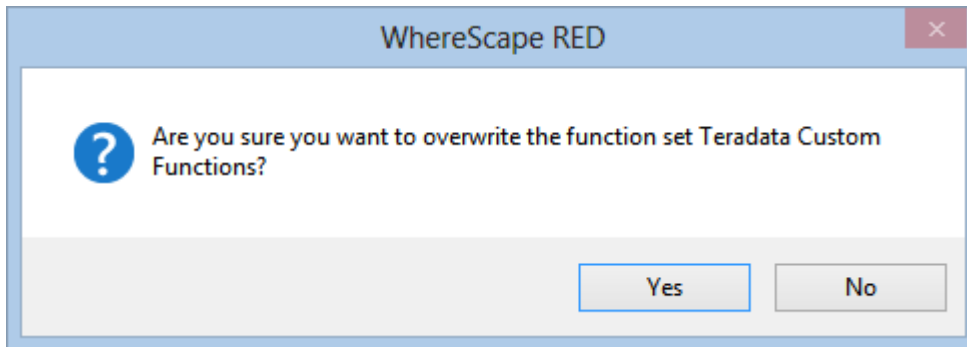 WhereScape RED
Are you sure you want to overwrite the function set Teradata Custom
Functions?
Yes
No